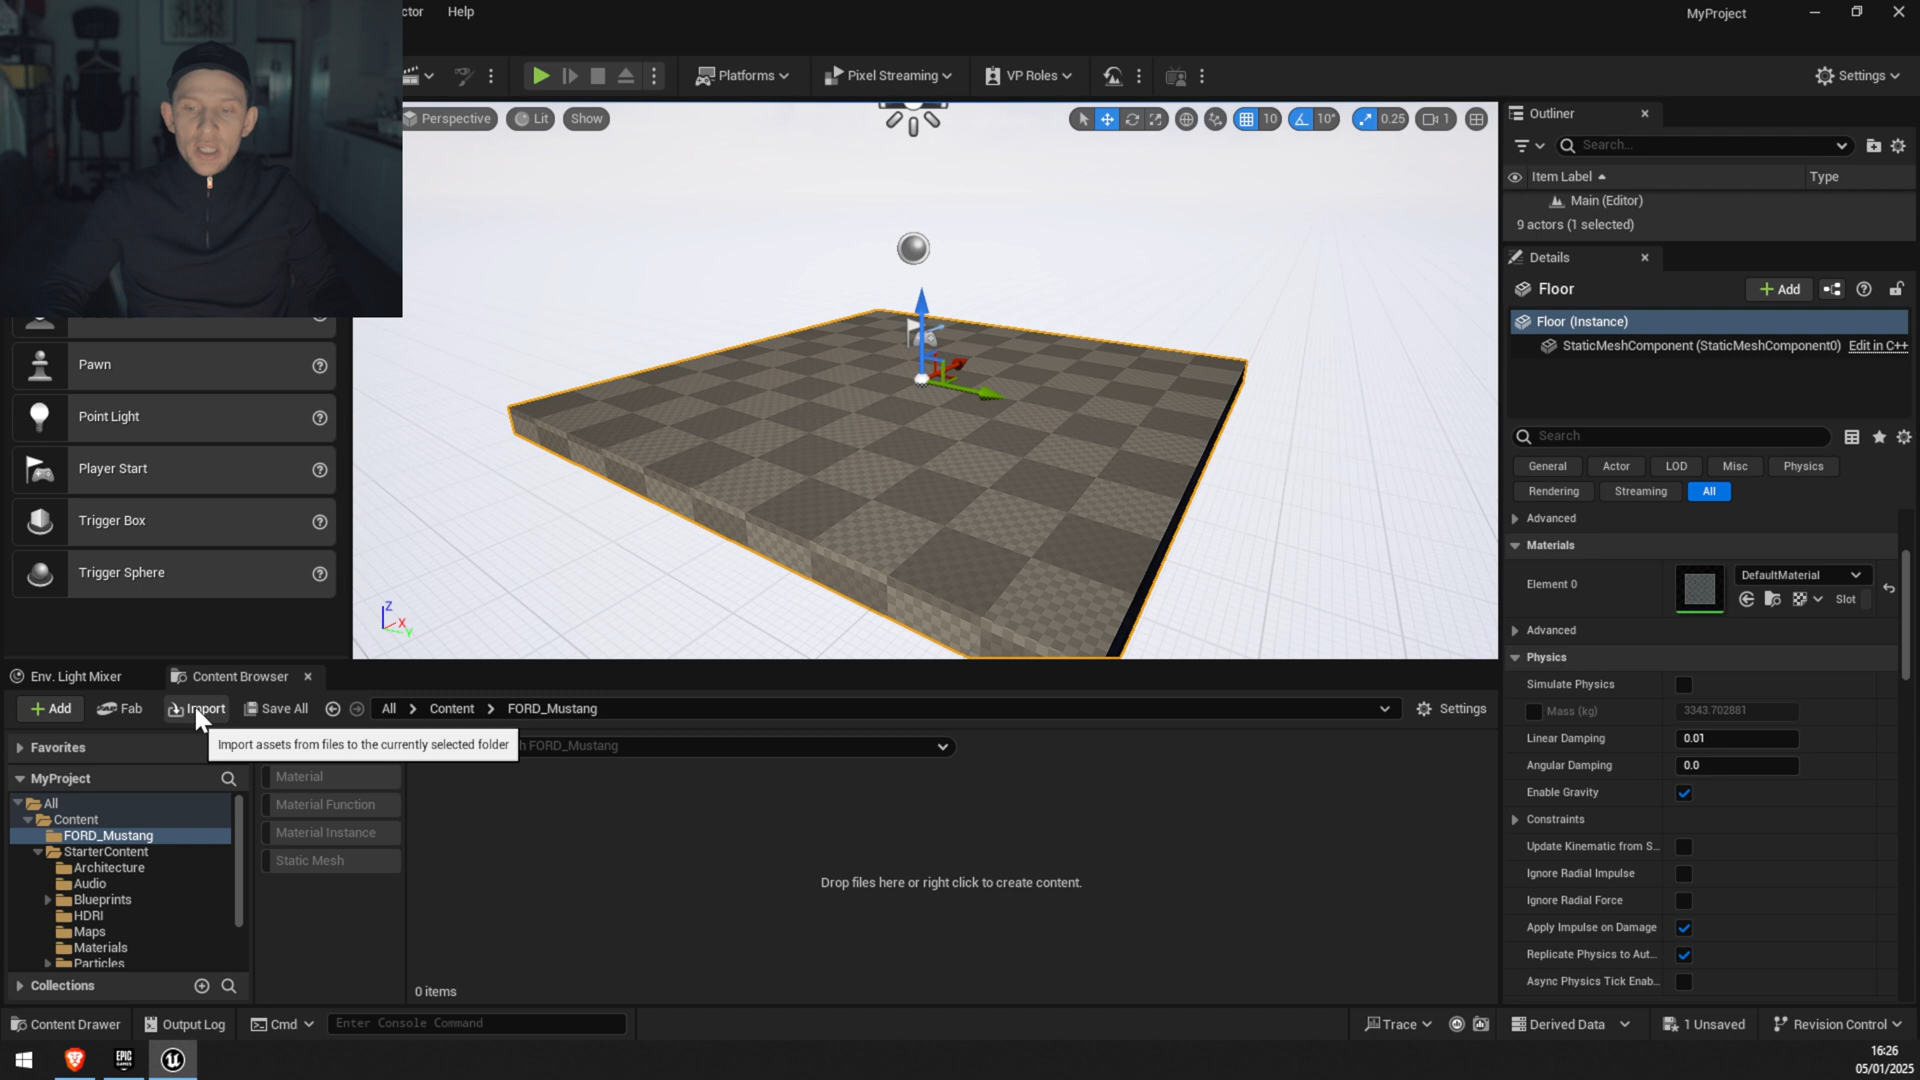 ctor Help
MyProject
Platforms
Pixel Streaming
VP Roles
Settings
Perspective
Lit
Show
10
10°
0.25
1
Outliner
Search...
Item Label
Type
Main (Editor)
9 actors (1 selected)
Details
Floor
Add
Floor (Instance)
StaticMeshComponent (StaticMeshComponent0)
Edit in C++
Search
General
Actor
LOD
Misc
Physics
Rendering
Streaming
All
Advanced
Materials
Element 0
DefaultMaterial
Slot
Advanced
Physics
Simulate Physics
Mass (kg)
3343.702881
Linear Damping
0.01
Angular Damping
0.0
Enable Gravity
Constraints
Update Kinematic from S...
Ignore Radial Impulse
Ignore Radial Force
Apply Impulse on Damage
Replicate Physics to Aut...
Async Physics Tick Enab...
Pawn
Point Light
Player Start
Trigger Box
Trigger Sphere
Z
X
Y
Env. Light Mixer
Content Browser
Add
Fab
Import
Save All
All
Content
FORD_Mustang
Settings
Import assets from files to the currently selected folder
h FORD_Mustang
Favorites
MyProject
All
Content
FORD_Mustang
StarterContent
Architecture
Audio
Blueprints
HDRI
Maps
Materials
Particles
Collections
Material
Material Function
Material Instance
Static Mesh
Drop files here or right click to create content.
0 items
Content Drawer
Output Log
Cmd
Enter Console Command
Trace
Derived Data
1 Unsaved
Revision Control
EPIC
GAMES
16:26
05/01/2025